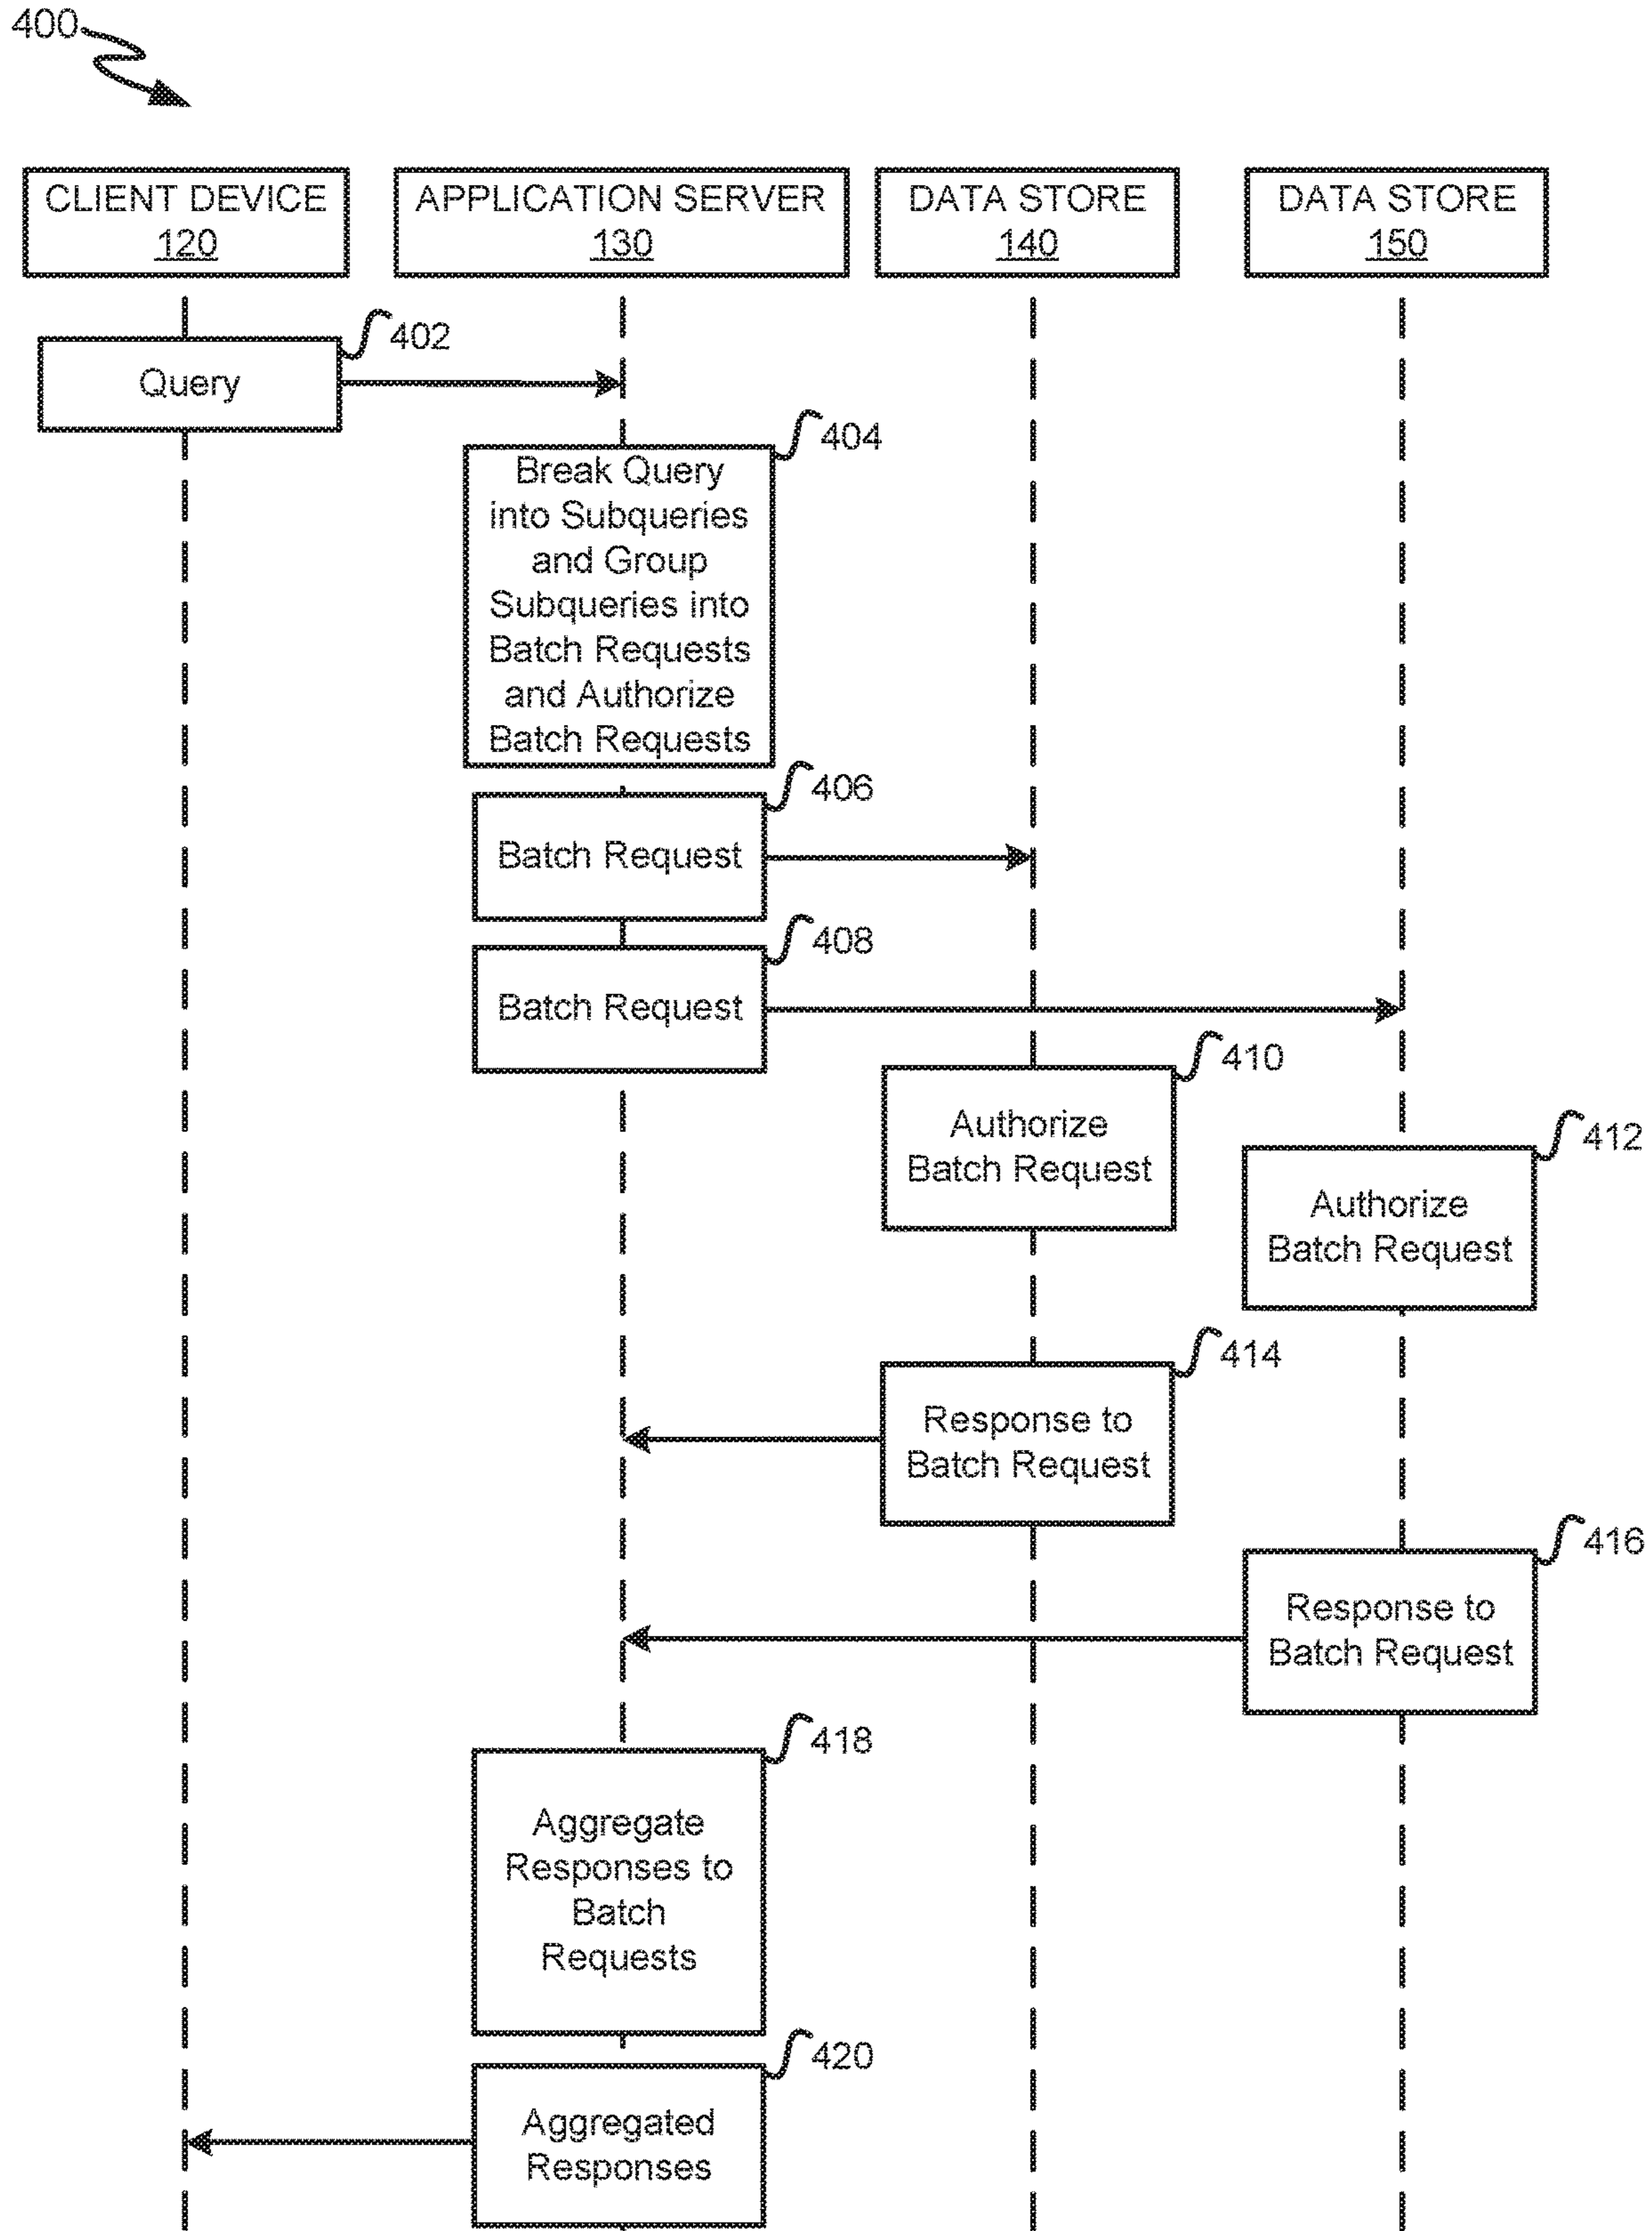 400
CLIENT DEVICE
120
APPLICATION SERVER
130
DATA STORE
140
DATA STORE
150
402
Query
404
Break Query
into Subqueries
and Group
Subqueries into
Batch Requests
and Authorize
Batch Requests
406
Batch Request
408
Batch Request
410
Authorize
Batch Request
412
Authorize
Batch Request
414
Response to
Batch Request
416
Response to
Batch Request
418
Aggregate
Responses to
Batch
Requests
420
Aggregated
Responses